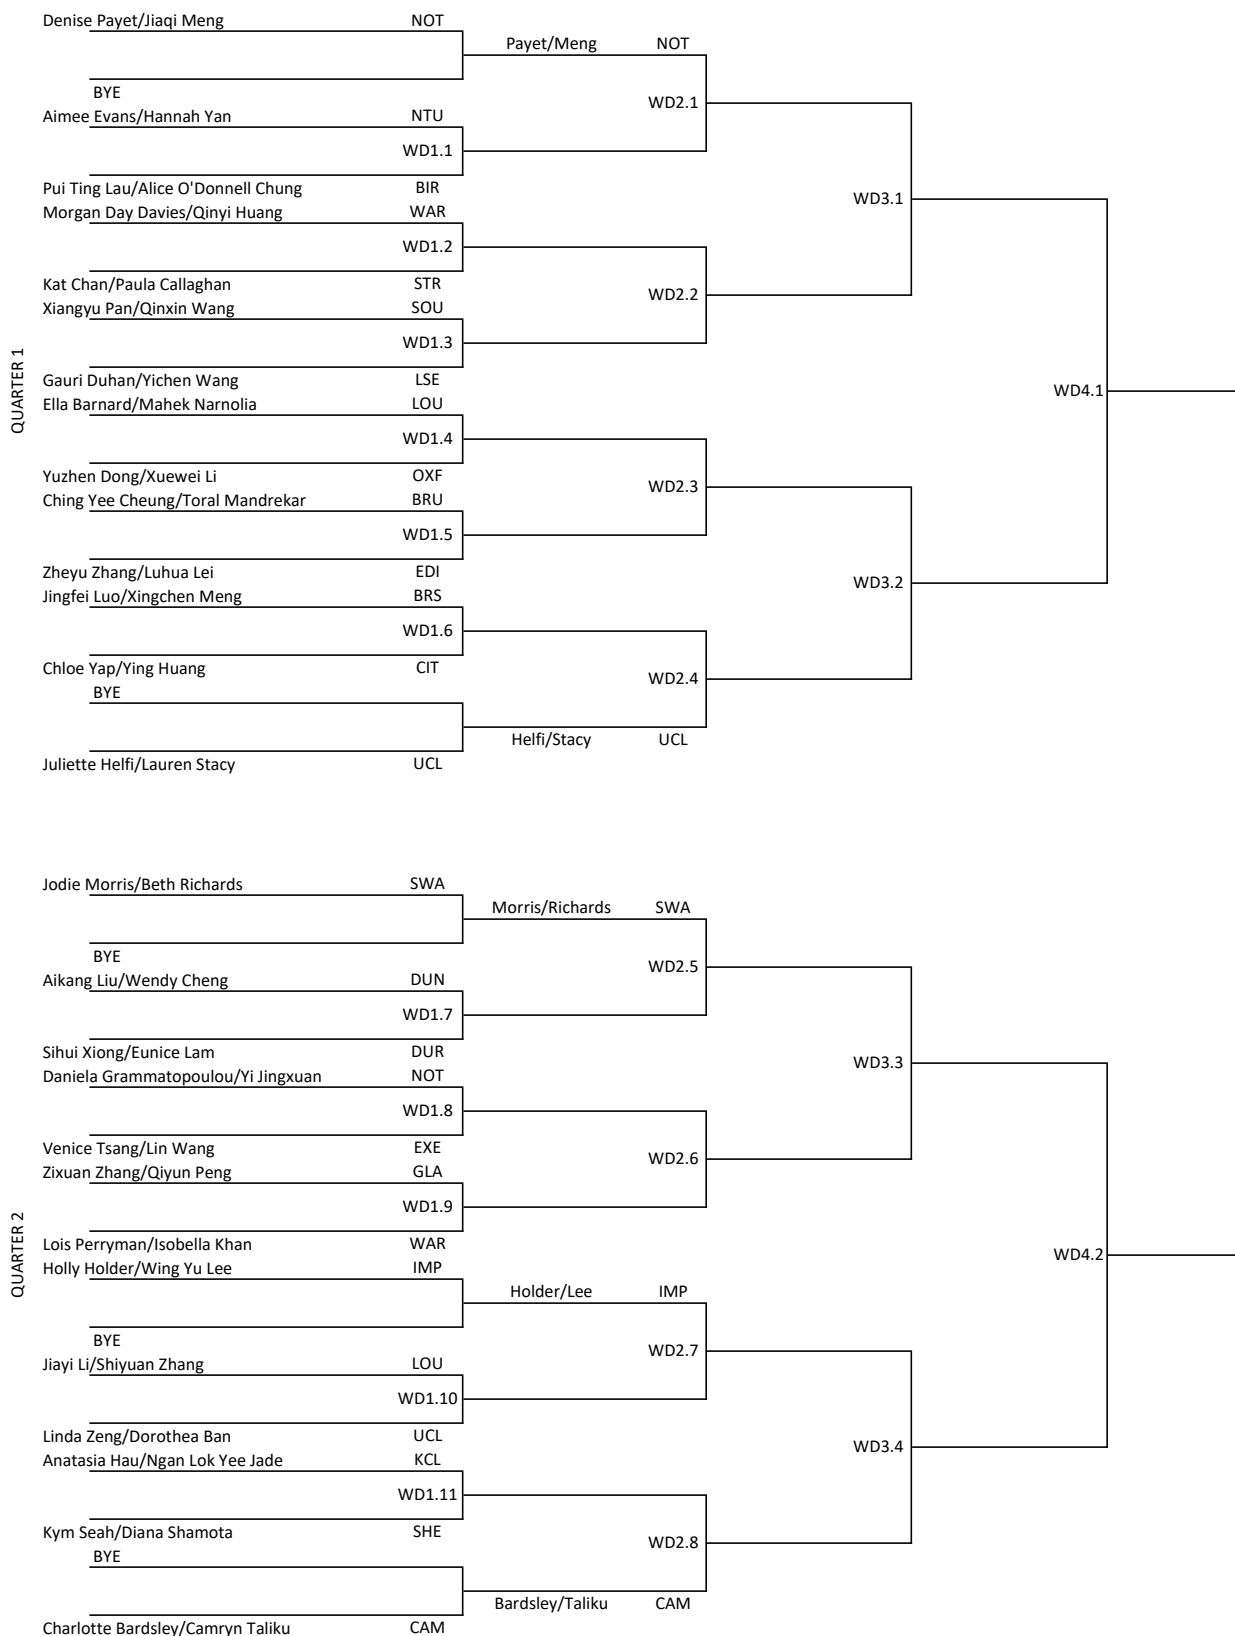 Denise Payet/Jiaqi Meng NOT
Payet/Meng NOT
BYE
WD2.1
Aimee Evans/Hannah Yan NTU
WD1.1
Pui Ting Lau/Alice O'Donnell Chung BIR
WD3.1
Morgan Day Davies/Qinyi Huang WAR
WD1.2
Kat Chan/Paula Callaghan STR
WD2.2
Xiangyu Pan/Qinxin Wang SOU
WD1.3
QUARTER 1
Gauri Duhan/Yichen Wang LSE
WD4.1
Ella Barnard/Mahek Narnolia LOU
WD1.4
Yuzhen Dong/Xuewei Li OXF
WD2.3
Ching Yee Cheung/Toral Mandrekar BRU
WD1.5
Zheyu Zhang/Luhua Lei EDI
WD3.2
Jingfei Luo/Xingchen Meng BRS
WD1.6
Chloe Yap/Ying Huang CIT
WD2.4
BYE
Helfi/Stacy UCL
Juliette Helfi/Lauren Stacy UCL
Jodie Morris/Beth Richards SWA
Morris/Richards SWA
BYE
WD2.5
Aikang Liu/Wendy Cheng DUN
WD1.7
Sihui Xiong/Eunice Lam DUR
WD3.3
Daniela Grammatopoulou/Yi Jingxuan NOT
WD1.8
Venice Tsang/Lin Wang EXE
WD2.6
Zixuan Zhang/Qiyun Peng GLA
WD1.9
QUARTER 2
Lois Perryman/Isobella Khan WAR
WD4.2
Holly Holder/Wing Yu Lee IMP
Holder/Lee IMP
BYE
WD2.7
Jiayi Li/Shiyuan Zhang LOU
WD1.10
Linda Zeng/Dorothea Ban UCL
WD3.4
Anatasia Hau/Ngan Lok Yee Jade KCL
WD1.11
Kym Seah/Diana Shamota SHE
WD2.8
BYE
Bardsley/Taliku CAM
Charlotte Bardsley/Camryn Taliku CAM